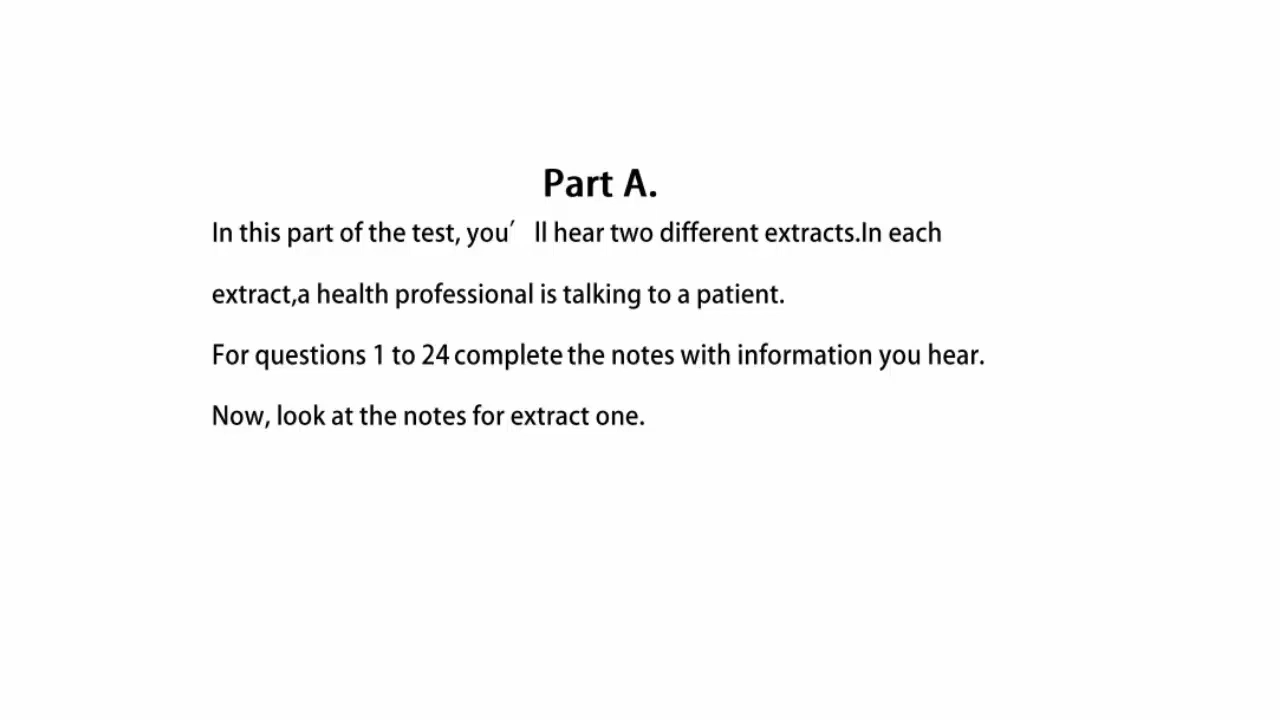 Part A.
In this part of the test, you′ ll hear two different extracts.In each
extract,a health professional is talking to a patient.
For questions 1 to 24 complete the notes with information you hear.
Now, look at the notes for extract one.